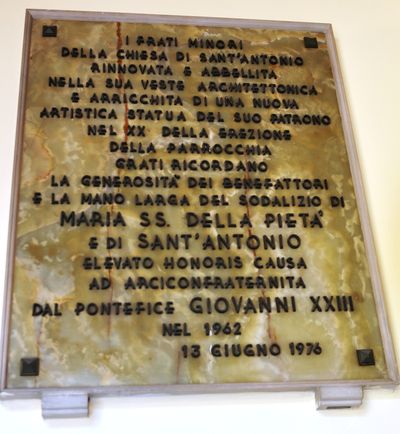 I FRATI MINORI
DELLA CHIESA DI SANT'ANTONIO
RINNOVATA E ABBELLITA
NELLA SUA VESTE ARCHITETTONICA
E ARRICCHITA DI UNA NUOVA
ARTISTICA STATUA DEL SUO PATRONO
NEL XX DELLA EREZIONE
DELLA PARROCCHIA
GRATI RICORDANO
LA GENEROSITA' DEI BENEFATTORI
E LA MANO LARGA DEL SODALIZIO DI
MARIA SS. DELLA PIETA'
E DI SANT'ANTONIO
ELEVATO HONORIS CAUSA
AD ARCICONFRATERNITA
DAL PONTEFICE GIOVANNI XXIII
NEL 1962
13 GIUGNO 1976